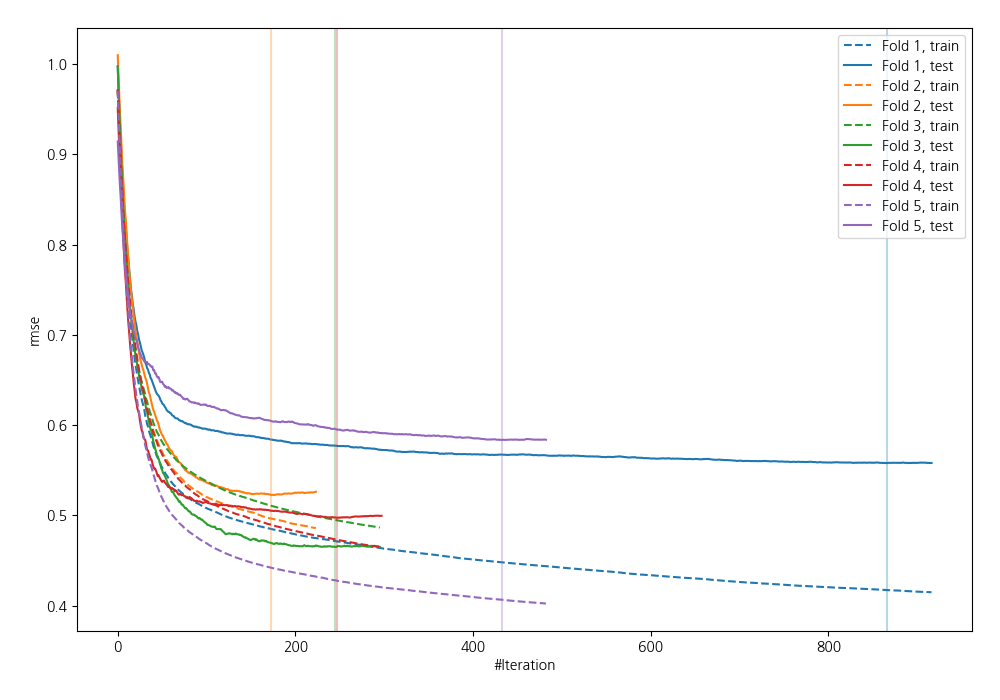 1.0
0.9
0.8
0.7
0.6
0.5
0.4
rmse
0
200
400
600
800
#Iteration
Fold 1, train
Fold 1, test
Fold 2, train
Fold 2, test
Fold 3, train
Fold 3, test
Fold 4, train
Fold 4, test
Fold 5, train
Fold 5, test